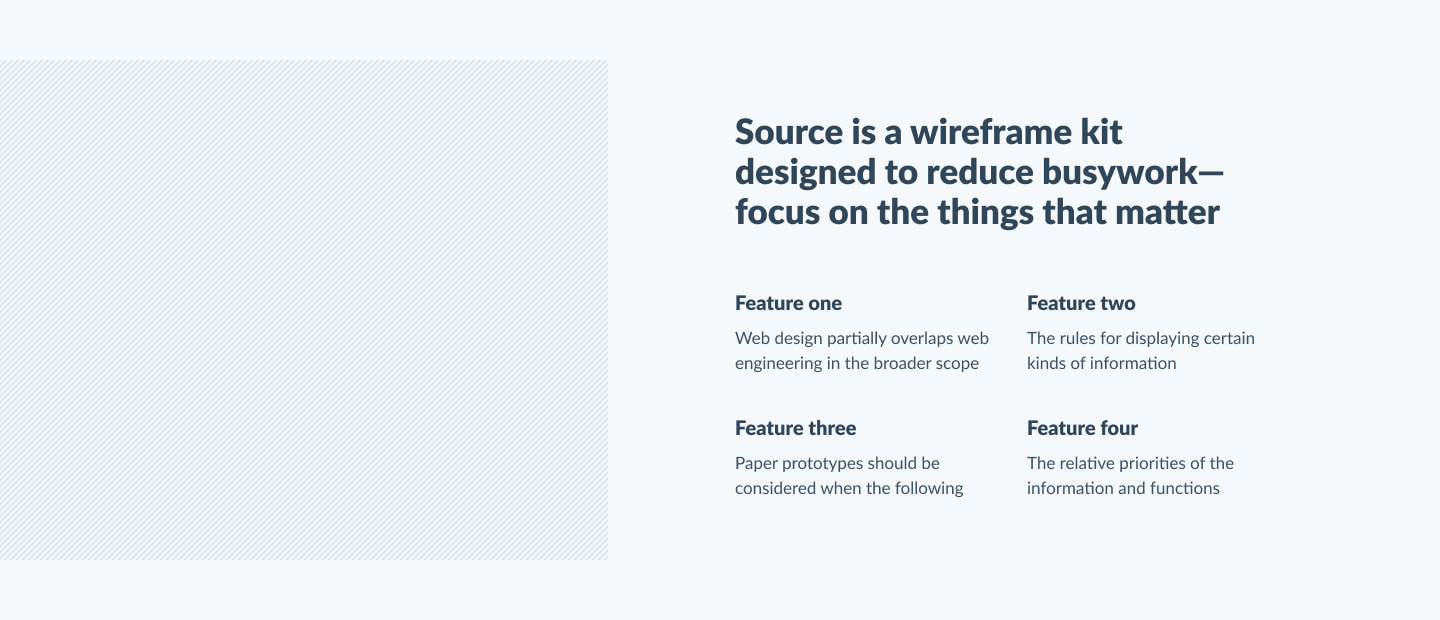 Source is a wireframe kit
designed to reduce busywork—
focus on the things that matter
Feature one
Web design partially overlaps web
engineering in the broader scope
Feature two
The rules for displaying certain
kinds of information
Feature three
Paper prototypes should be
considered when the following
Feature four
The relative priorities of the
information and functions